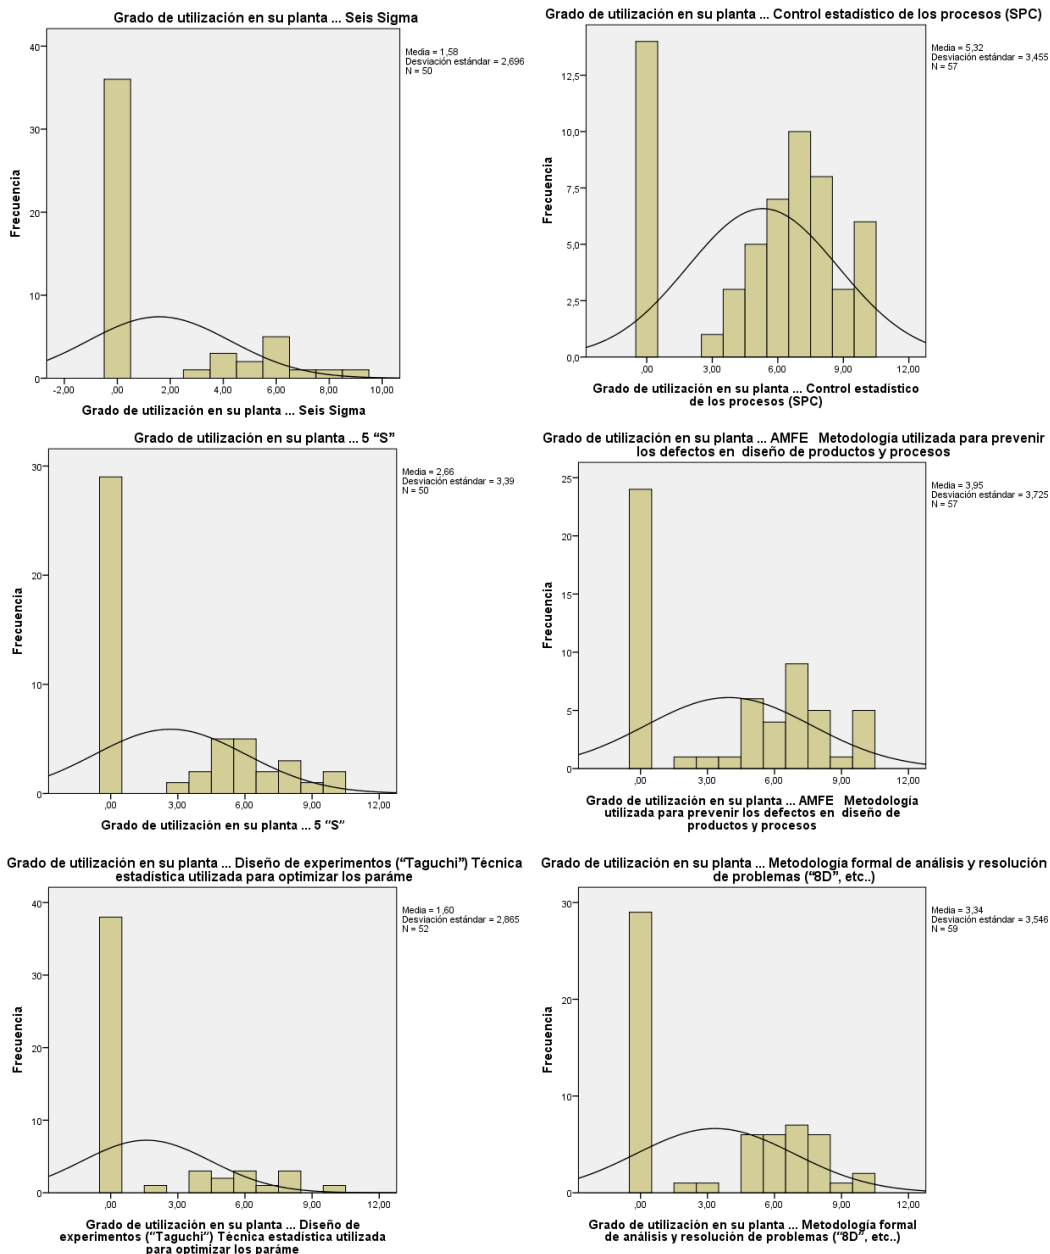 Grado de utilización en su planta ... Seis Sigma
Media = 1,58
Desviación estándar = 2,696
N = 50
Frecuencia
40
30
20
10
0
-2,00 ,00 2,00 4,00 6,00 8,00 10,00
Grado de utilización en su planta ... Seis Sigma
Grado de utilización en su planta ... Control estadístico de los procesos (SPC)
Media = 5,32
Desviación estándar = 3,455
N = 57
Frecuencia
12,5
10,0
7,5
5,0
2,5
0,0
,00 3,00 6,00 9,00 12,00
Grado de utilización en su planta ... Control estadístico
de los procesos (SPC)
Grado de utilización en su planta ... 5 “S”
Media = 2,66
Desviación estándar = 3,39
N = 50
Frecuencia
30
20
10
0
,00 3,00 6,00 9,00 12,00
Grado de utilización en su planta ... 5 “S”
Grado de utilización en su planta ... AMFE Metodología utilizada para prevenir
los defectos en diseño de productos y procesos
Media = 3,95
Desviación estándar = 3,725
N = 57
Frecuencia
25
20
15
10
5
0
,00 3,00 6,00 9,00 12,00
Grado de utilización en su planta ... AMFE Metodología
utilizada para prevenir los defectos en diseño de
productos y procesos
Grado de utilización en su planta ... Diseño de experimentos (“Taguchi”) Técnica
estadística utilizada para optimizar los paráme
Media = 1,60
Desviación estándar = 2,865
N = 52
Frecuencia
40
30
20
10
0
,00 3,00 6,00 9,00 12,00
Grado de utilización en su planta ... Diseño de
experimentos (“Taguchi”) Técnica estadística utilizada
para optimizar los paráme
Grado de utilización en su planta ... Metodología formal de análisis y resolución
de problemas (“8D”, etc..)
Media = 3,34
Desviación estándar = 3,546
N = 59
Frecuencia
30
20
10
0
,00 3,00 6,00 9,00 12,00
Grado de utilización en su planta ... Metodología formal
de análisis y resolución de problemas (“8D”, etc..)